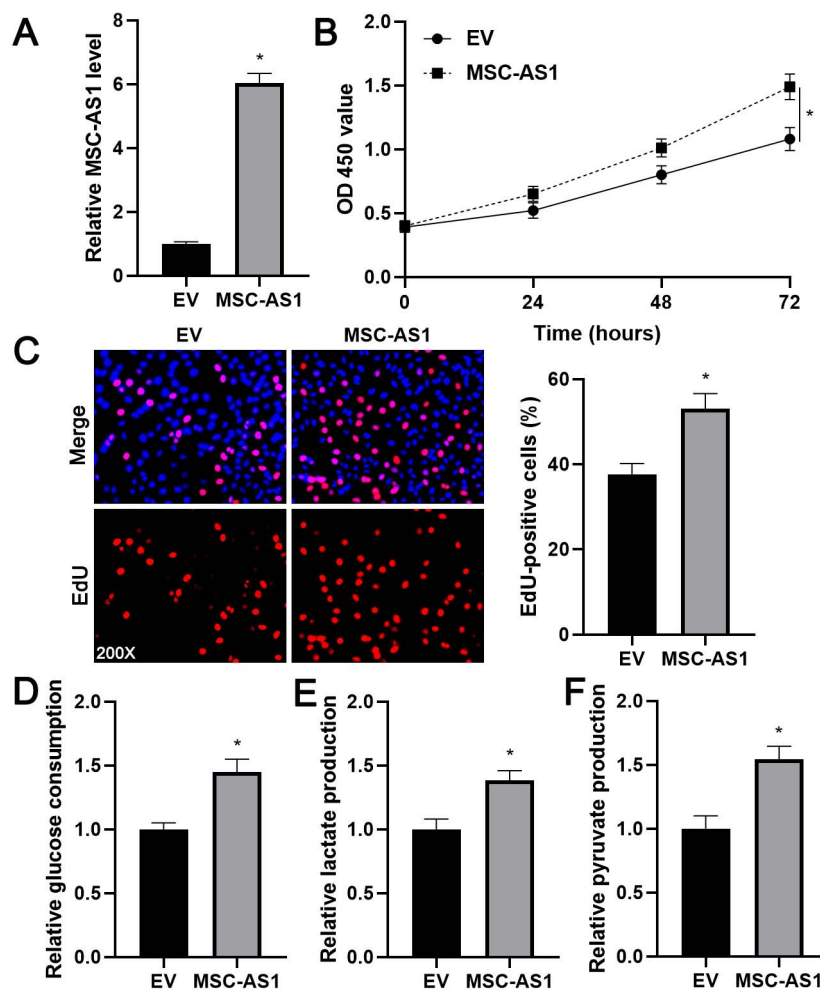 A
Relative MSC-AS1 level
8
6
4
2
0
*
EV MSC-AS1
B
OD 450 value
2.0
1.5
1.0
0.5
0.0
EV
MSC-AS1
*
0 24 48 72
Time (hours)
C
EV MSC-AS1
Merge
EdU
200X
EdU-positive cells (%)
60
40
20
0
*
EV MSC-AS1
D
Relative glucose consumption
2.0
1.5
1.0
0.5
0.0
*
EV MSC-AS1
E
Relative lactate production
2.0
1.5
1.0
0.5
0.0
*
EV MSC-AS1
F
Relative pyruvate production
2.0
1.5
1.0
0.5
0.0
*
EV MSC-AS1